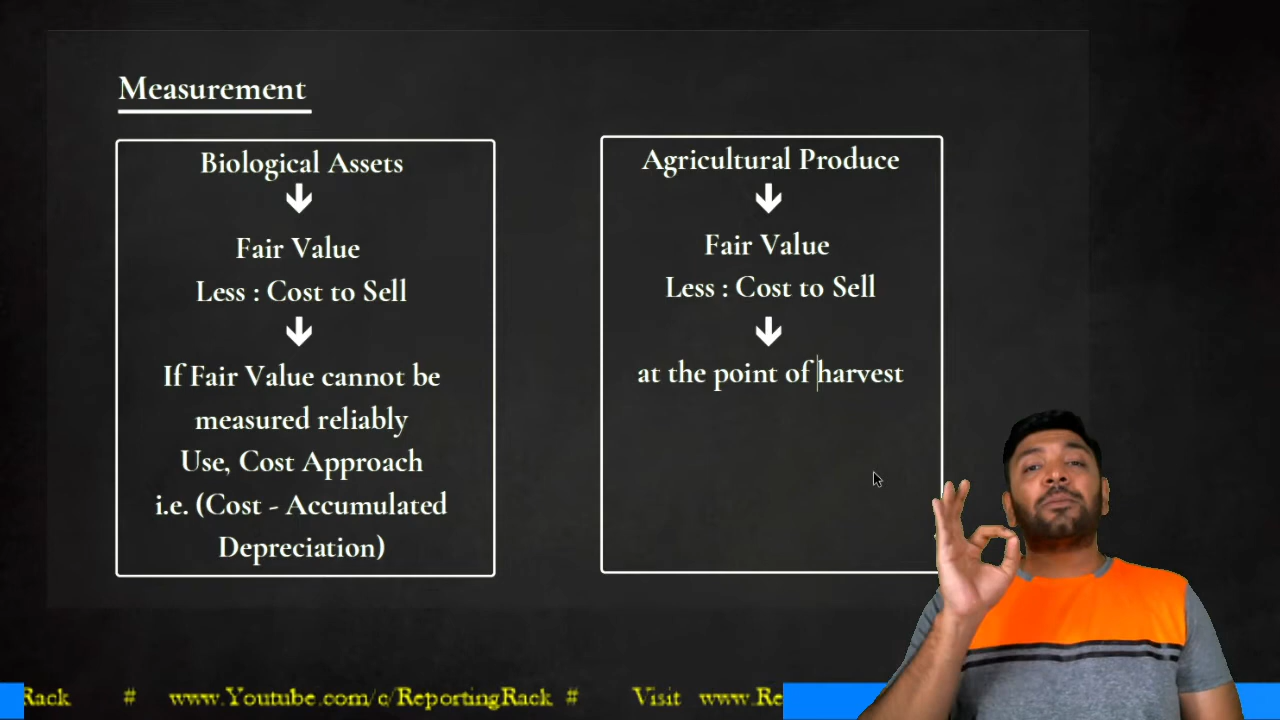 Measurement
Biological Assets
Fair Value
Less : Cost to Sell
If Fair Value cannot be
measured reliably
Use, Cost Approach
i.e. (Cost - Accumulated
Depreciation)
Agricultural Produce
Fair Value
Less : Cost to Sell
at the point of harvest
Rack # www.Youtube.com/c/ReportingRack # Visit www.Re